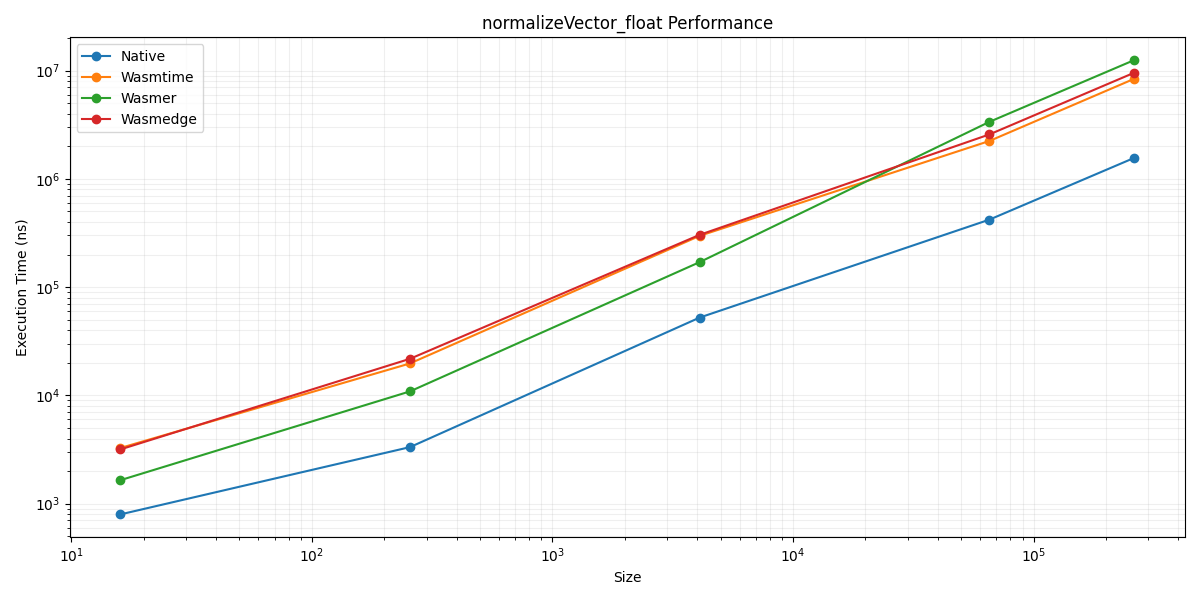 normalizeVector_float Performance
Native
Wasmtime
Wasmer
Wasmedge
Execution Time (ns)
10⁷
10⁶
10⁵
10⁴
10³
10¹ 10² 10³ 10⁴ 10⁵
Size